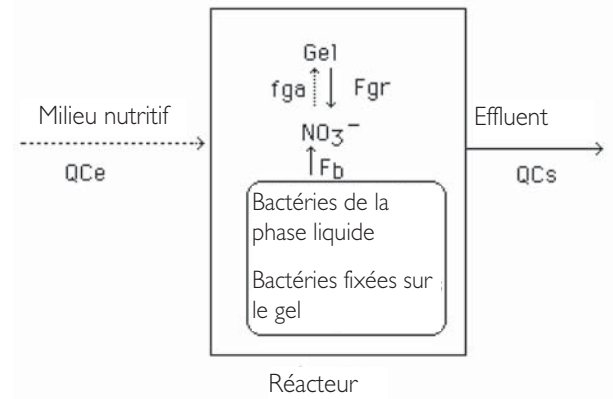 Gel
fga Fgr
Milieu nutritif
NO₃⁻
Effluent
QCe
Fb
QCs
Bactéries de la
phase liquide
Bactéries fixées sur
le gel
Réacteur